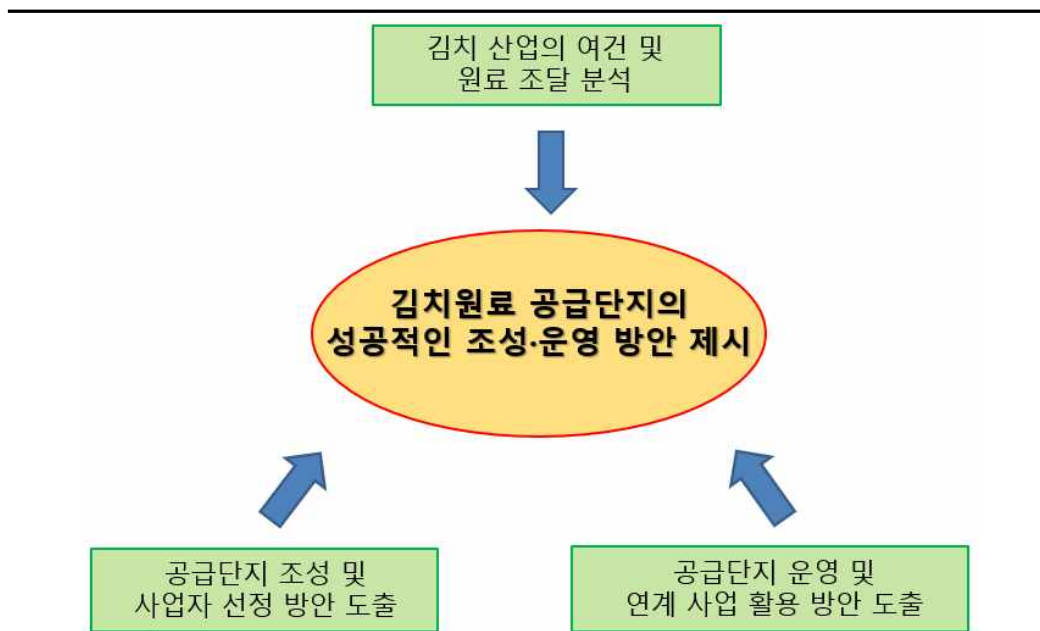 김치 산업의 여건 및
원료 조달 분석
김치원료 공급단지의
성공적인 조성·운영 방안 제시
공급단지 조성 및
사업자 선정 방안 도출
공급단지 운영 및
연계 사업 활용 방안 도출